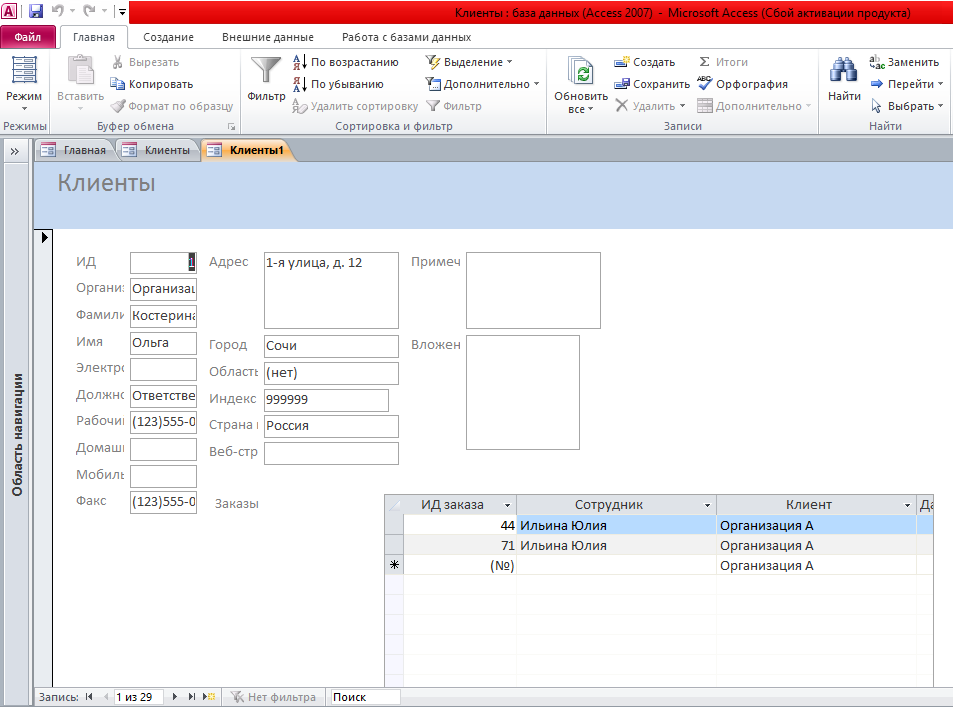 Клиенты : база данных (Access 2007) - Microsoft Access (Сбой активации продукта)
Файл Главная Создание Внешние данные Работа с базами данных
Режим
Режимы
Вставить
Вырезать
Копировать
Формат по образцу
Буфер обмена
Фильтр
По возрастанию
По убыванию
Удалить сортировку
Выделение
Дополнительно
Фильтр
Сортировка и фильтр
Обновить
все
Создать
Сохранить
Удалить
Итоги
Орфография
Дополнительно
Записи
Найти
Заменить
Перейти
Выбрать
Найти
Главная Клиенты Клиенты1
Область навигации
Клиенты
ИД 1
Органи
Организац
Фамили
Костерина
Имя Ольга
Электро
Должно
Ответстве
Рабочи
(123)555-0
Домаш
Мобиль
Факс (123)555-0
Адрес 1-я улица, д. 12
Город Сочи
Область (нет)
Индекс 999999
Страна Россия
Веб-стр
Примеч
Вложен
Заказы
ИД заказа Сотрудник Клиент Да
44 Ильина Юлия Организация А
71 Ильина Юлия Организация А
(№) Организация А
Запись: 1 из 29 Нет фильтра Поиск